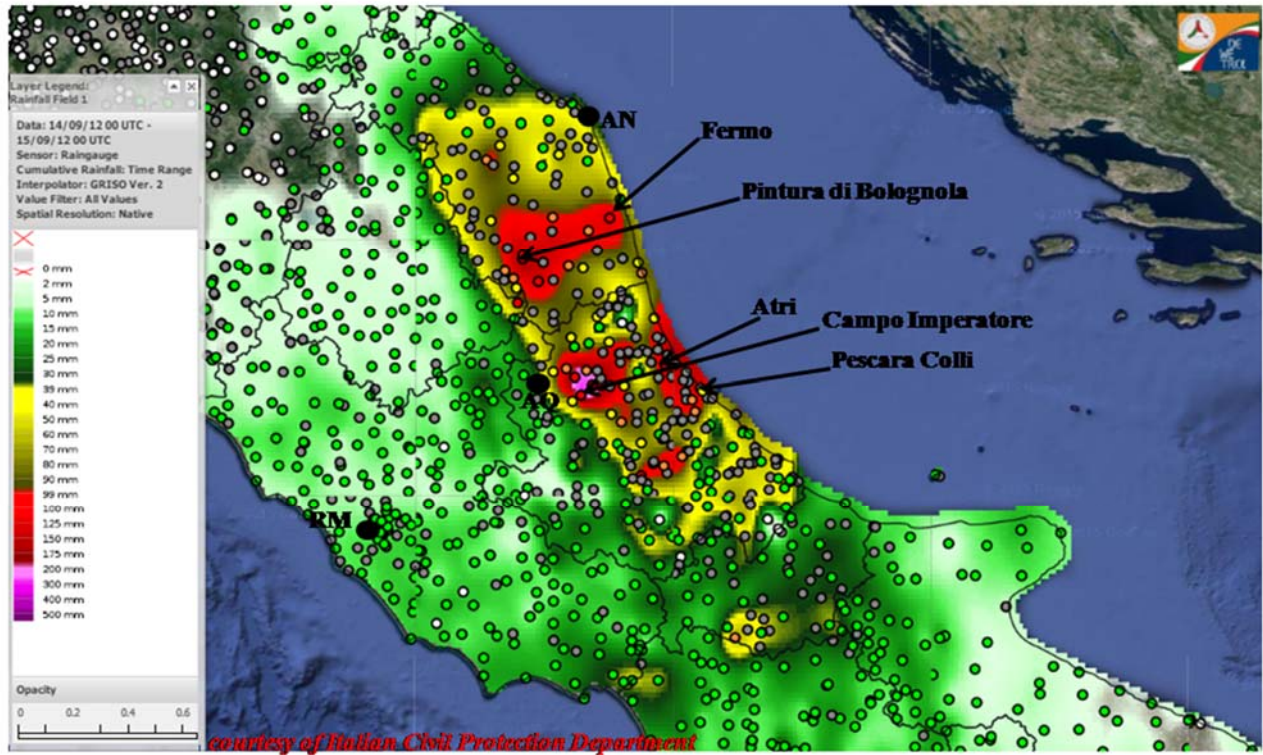 Layer Legend:
Rainfall Field 1
Data: 14/09/12 00 UTC -
15/09/12 00 UTC
Sensor: Raingauge
Cumulative Rainfall: Time Range
Interpolator: GRISO Ver. 2
Value Filter: All Values
Spatial Resolution: Native
0 mm
2 mm
5 mm
10 mm
15 mm
20 mm
25 mm
30 mm
39 mm
40 mm
50 mm
60 mm
70 mm
80 mm
90 mm
99 mm
100 mm
125 mm
150 mm
175 mm
200 mm
300 mm
400 mm
500 mm
Opacity
0 0.2 0.4 0.6
AN
Fermo
Pintura di Bolognola
Atri
Campo Imperatore
Pescara Colli
AQ
RM
DE
WE
TRA
courtesy of Italian Civil Protection Department